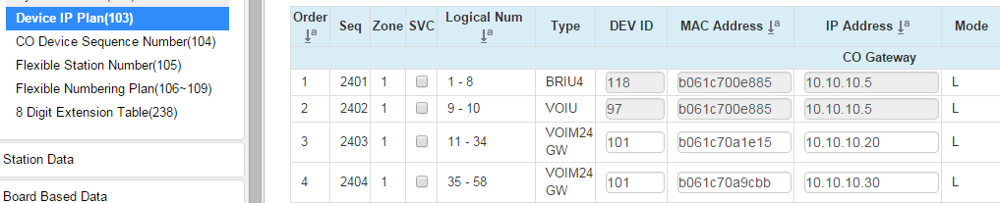 Device IP Plan(103)
CO Device Sequence Number(104)
Flexible Station Number(105)
Flexible Numbering Plan(106~109)
8 Digit Extension Table(238)
Station Data
Board Based Data
Order Seq Zone SVC Logical Num Type DEV ID MAC Address IP Address Mode
CO Gateway
1 2401 1 1 - 8 BRIU4 118 b061c700e885 10.10.10.5 L
2 2402 1 9 - 10 VOIU 97 b061c700e885 10.10.10.5 L
3 2403 1 11 - 34 VOIM24 GW 101 b061c70a1e15 10.10.10.20 L
4 2404 1 35 - 58 VOIM24 GW 101 b061c70a9cbb 10.10.10.30 L